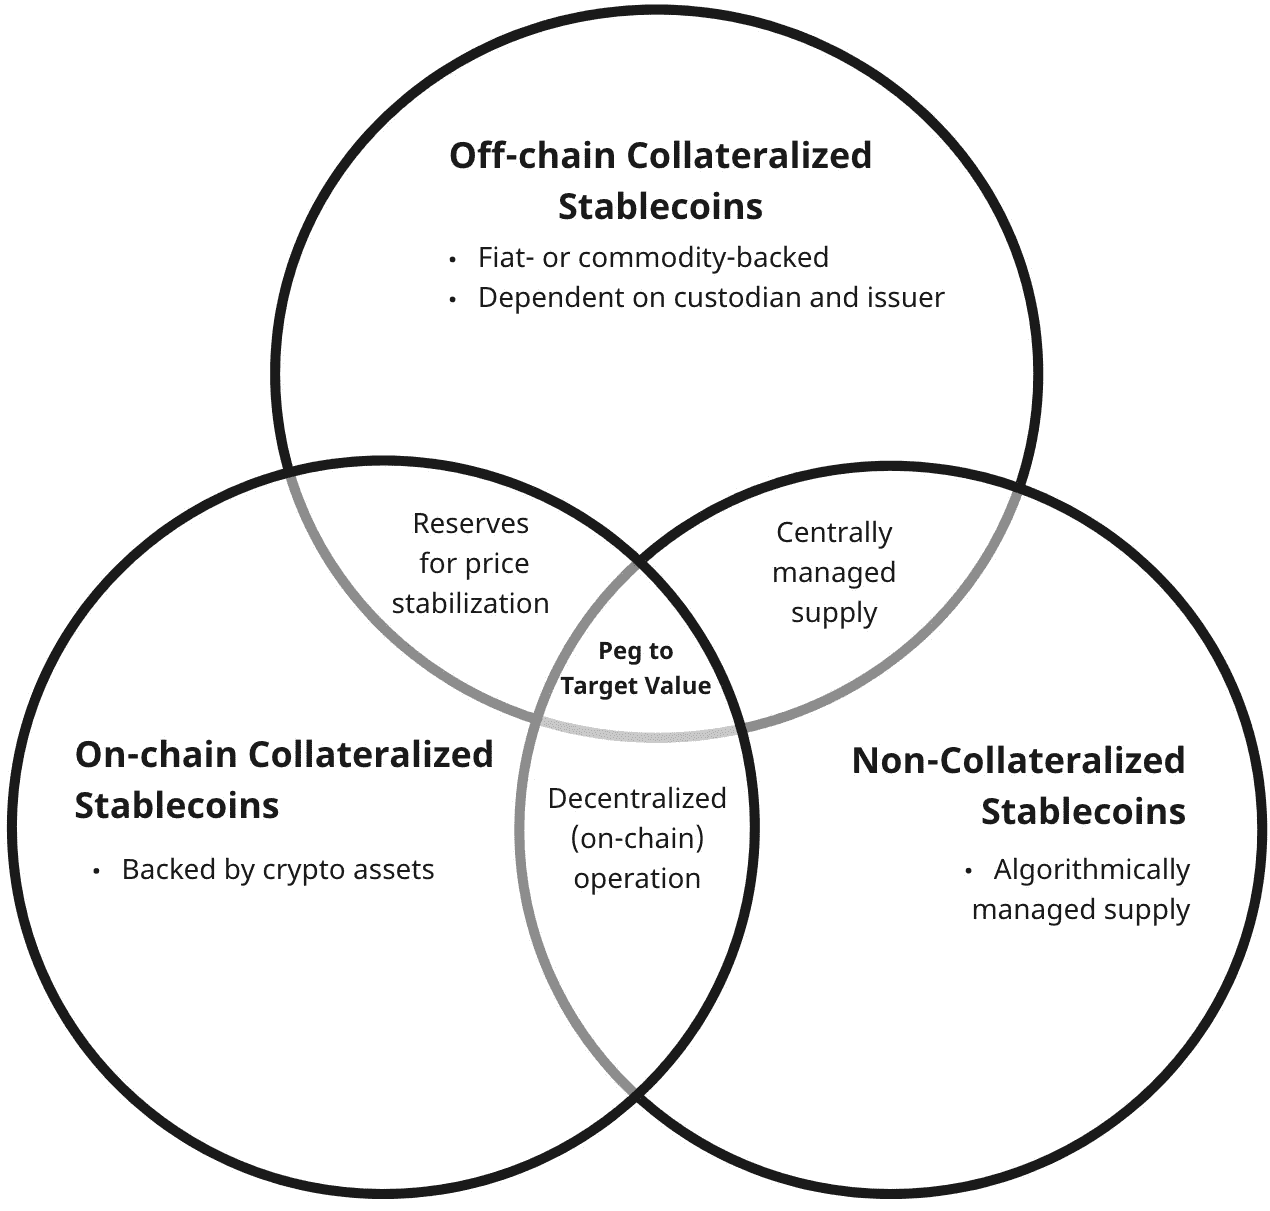 Off-chain Collateralized
Stablecoins
• Fiat- or commodity-backed
• Dependent on custodian and issuer
Reserves
for price
stabilization
Centrally
managed
supply
Peg to
Target Value
On-chain Collateralized
Stablecoins
• Backed by crypto assets
Decentralized
(on-chain)
operation
Non-Collateralized
Stablecoins
• Algorithmically
managed supply